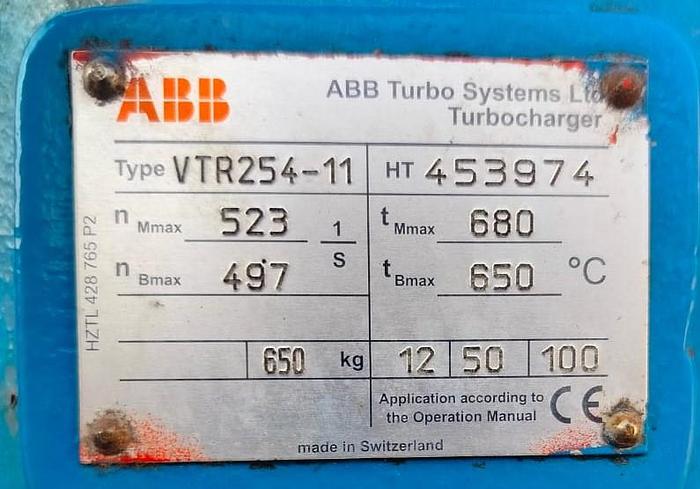 ABB
ABB Turbo Systems Ltd
Turbocharger
Type VTR254-11
HT 453974
n Mmax 523 1/s
t Mmax 680
n Bmax 497
t Bmax 650 °C
650 kg
12 50 100
Application according to
the Operation Manual
CE
made in Switzerland
HZTL 428 765 P2